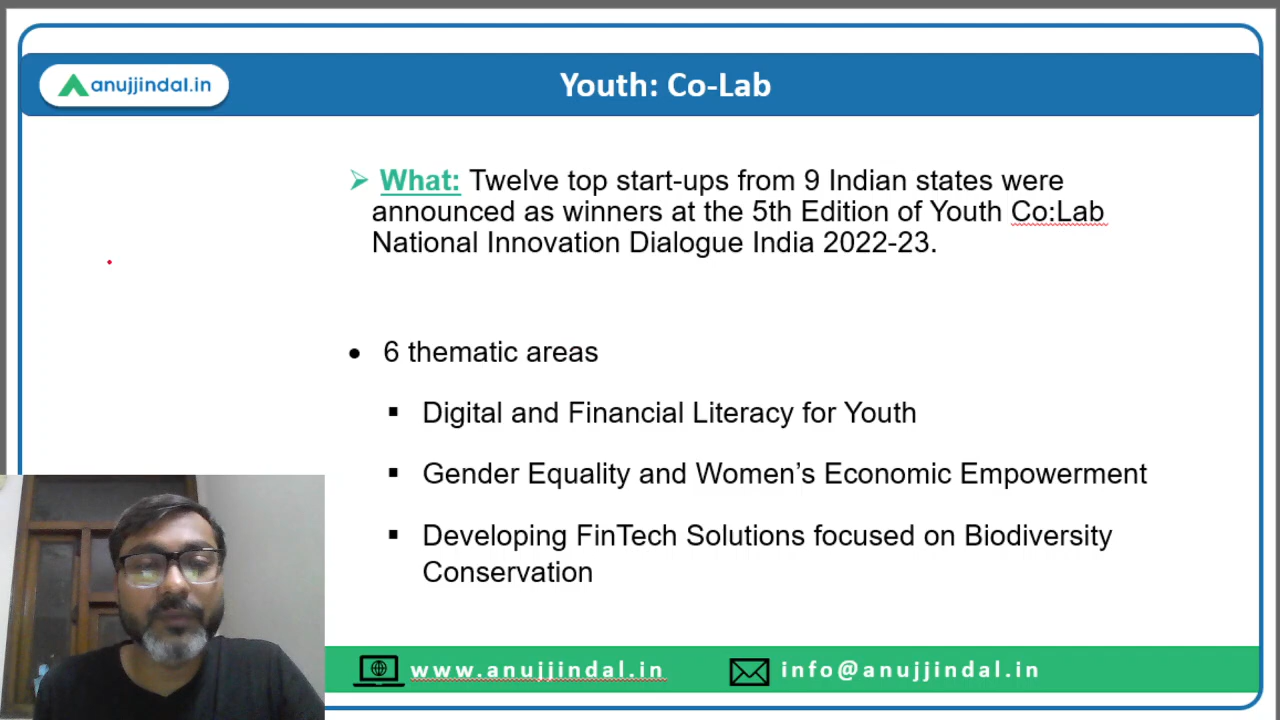 anujjindal.in
Youth: Co-Lab
What: Twelve top start-ups from 9 Indian states were
announced as winners at the 5th Edition of Youth Co:Lab
National Innovation Dialogue India 2022-23.
6 thematic areas
Digital and Financial Literacy for Youth
Gender Equality and Women’s Economic Empowerment
Developing FinTech Solutions focused on Biodiversity
Conservation
www.anujjindal.in
info@anujjindal.in